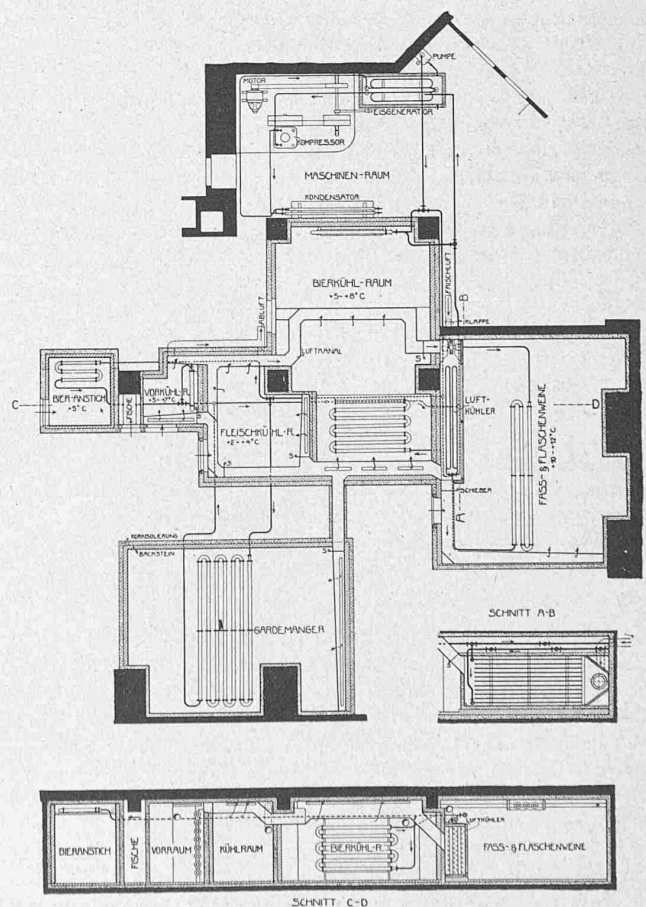 PUMPE
MOTOR
EISGENERATOR
KOMPRESSOR
MASCHINEN-RAUM
KONDENSATOR
BIERKÜHL-RAUM
+5-+8°C
FRISCHLUFT
B
KLAPPE
ABLUFT
LUFTKANAL
S
C
BIER-ANSTICH
+5°C
FISCHE
VORKÜHL-R.
FLEISCHKÜHL-R.
+2-+4°C
S
S
LUFT-
KÜHLER
FASS- & FLASCHENWEINE
+10-+12°C
D
SCHIEBER
A
KORKISOLIERUNG
BACKSTEIN
S
GARDEMANGER
SCHNITT A-B
BIERANSTICH
FISCHE
VORRAUM
KÜHLRAUM
BIERKÜHL-R.
LUFTKÜHLER
FASS- & FLASCHENWEINE
SCHNITT C-D